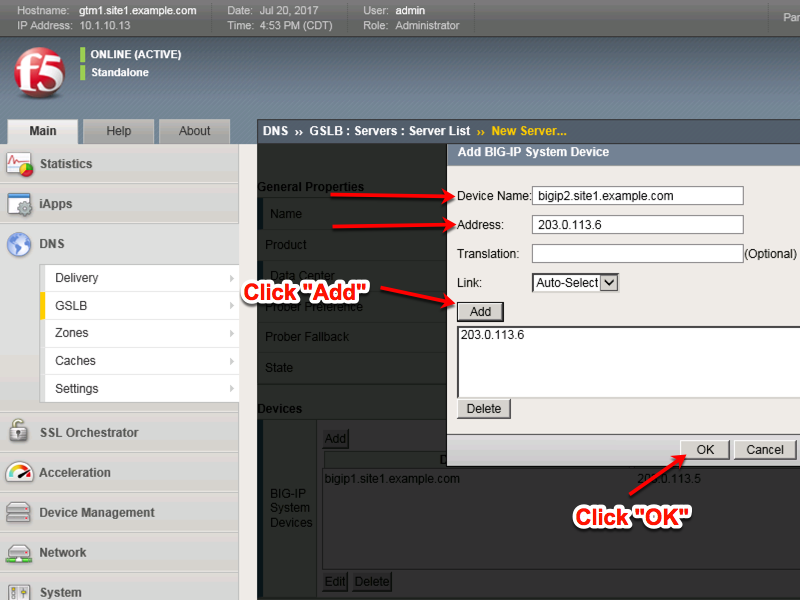 Hostname: gtm1.site1.example.com Date: Jul 20, 2017 User: admin
IP Address: 10.1.10.13 Time: 4:53 PM (CDT) Role: Administrator
Par
f5
ONLINE (ACTIVE)
Standalone
Main Help About
DNS ›› GSLB : Servers : Server List ›› New Server...
Statistics
iApps
DNS
Delivery
GSLB
Zones
Caches
Settings
SSL Orchestrator
Acceleration
Device Management
Network
System
General Properties
Name
Product
Data Center
Prober Preference
Prober Fallback
State
Devices
BIG-IP
System
Devices
Add
D
bigip1.site1.example.com 203.0.113.5
Edit Delete
Add BIG-IP System Device
Device Name: bigip2.site1.example.com
Address: 203.0.113.6
Translation: (Optional)
Link: Auto-Select
Click "Add"
Add
203.0.113.6
Delete
OK Cancel
Click "OK"